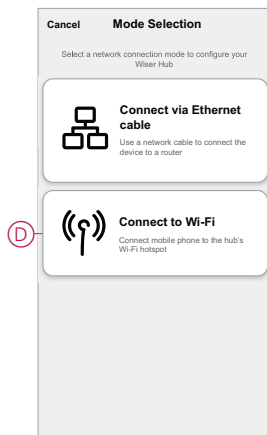 Cancel Mode Selection
Select a network connection mode to configure your
Wiser Hub
Connect via Ethernet
cable
Use a network cable to connect the
device to a router
D
Connect to Wi-Fi
Connect mobile phone to the hub's
Wi-Fi hotspot